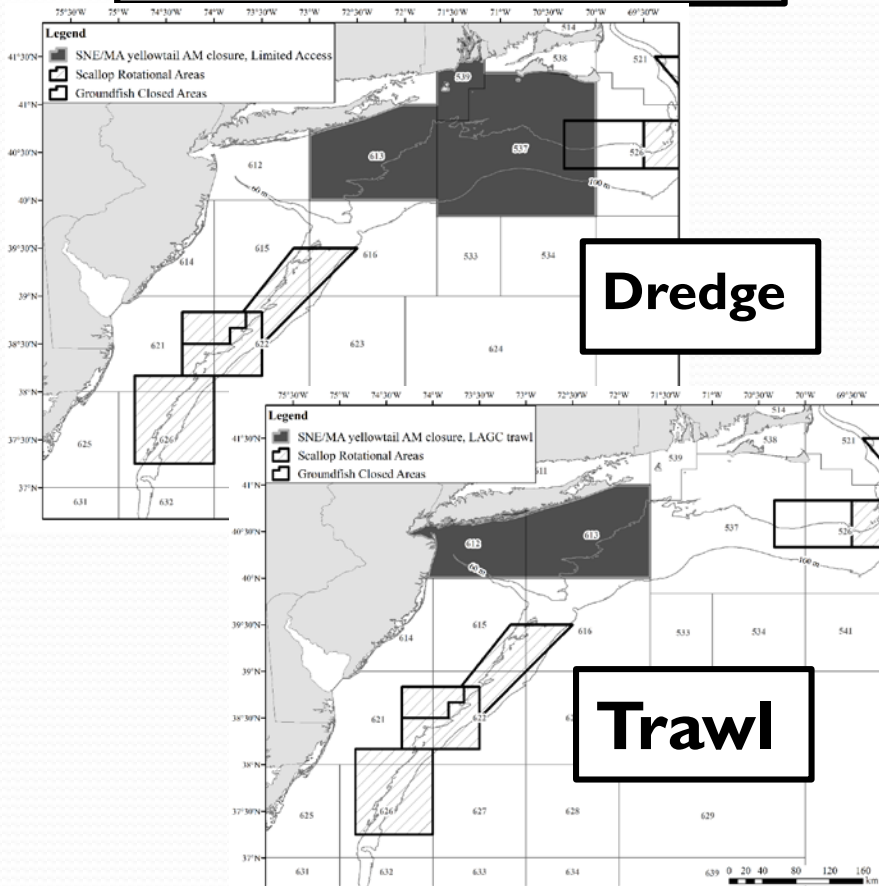 75°30'W 75°W 74°30'W 74°W 73°30'W 73°W 72°30'W 72°W 71°30'W 71°W 70°30'W 70°W 69°30'W
Legend
SNE/MA yellowtail AM closure, Limited Access
Scallop Rotational Areas
Groundfish Closed Areas
41°30'N
41°N
40°30'N
40°N
39°30'N
39°N
38°30'N
38°N
37°30'N
37°N
514
521
538
539
613
537
526
612
60 m
100 m
615
616
614
533
534
621
622
623
624
625
626
631
632
Dredge
75°30'W 75°W 74°30'W 74°W 73°30'W 73°W 72°30'W 72°W 71°30'W 71°W 70°30'W 70°W 69°30'W
Legend
SNE/MA yellowtail AM closure, LAGC trawl
Scallop Rotational Areas
Groundfish Closed Areas
41°30'N
41°N
40°30'N
40°N
39°30'N
39°N
38°30'N
38°N
37°30'N
37°N
514
521
538
539
611
613
612
537
526
60 m
100 m
615
616
614
533
534
541
621
622
625
626
627
628
629
631
632
633
634
639
Trawl
0 20 40 80 120 160
km